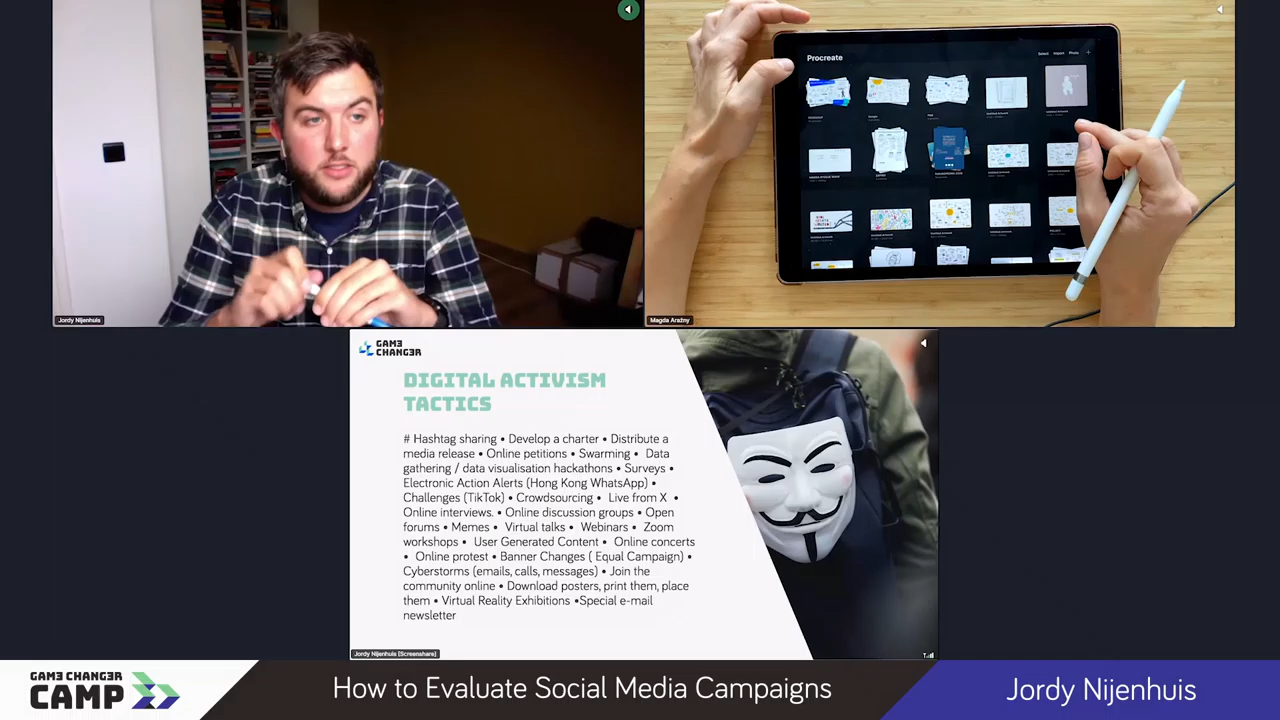 Procreate
Select Import Photo +
Jordy Nijenhuis
Magda Arażny
GAM3
CHANG3R
DIGITAL ACTIVISM
TACTICS
# Hashtag sharing • Develop a charter • Distribute a
media release • Online petitions • Swarming • Data
gathering / data visualisation hackathons • Surveys •
Electronic Action Alerts (Hong Kong WhatsApp) •
Challenges (TikTok) • Crowdsourcing • Live from X •
Online interviews. • Online discussion groups • Open
forums • Memes • Virtual talks • Webinars • Zoom
workshops • User Generated Content • Online concerts
• Online protest • Banner Changes ( Equal Campaign) •
Cyberstorms (emails, calls, messages) • Join the
community online • Download posters, print them, place
them • Virtual Reality Exhibitions •Special e-mail
newsletter
Jordy Nijenhuis [Screenshare]
GAM3 CHANG3R
CAMP
How to Evaluate Social Media Campaigns
Jordy Nijenhuis